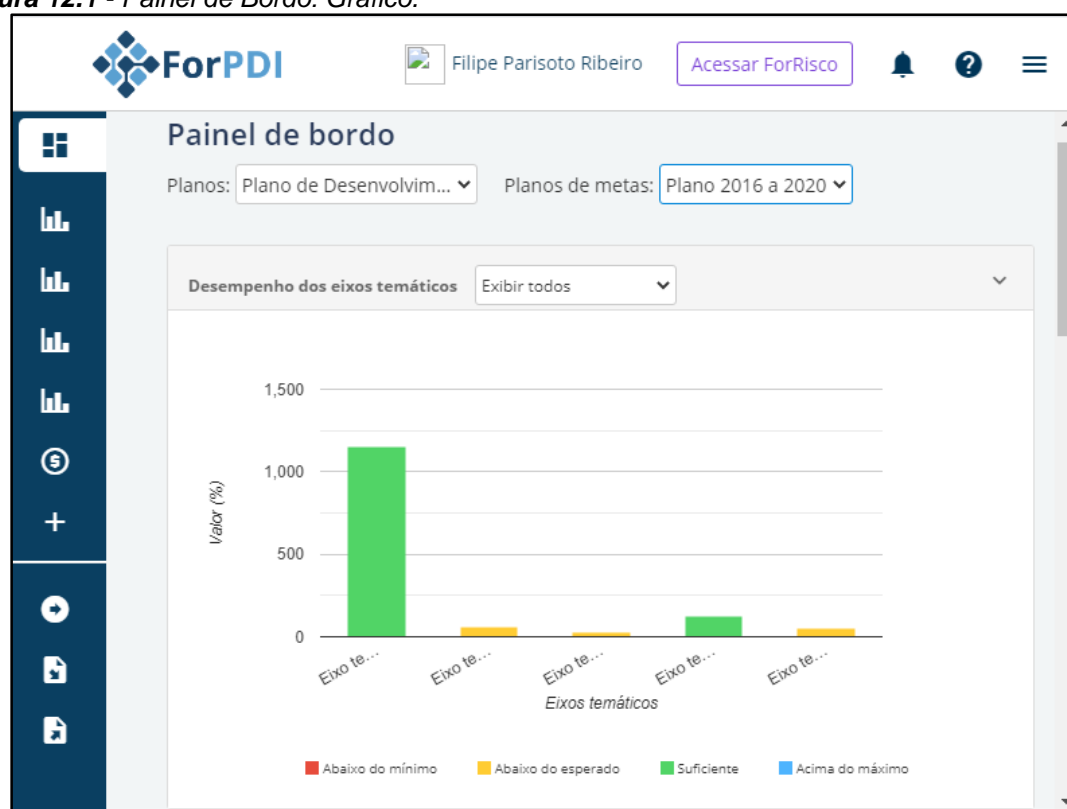 ura 12.1 - Painel de Bordo. Gráfico.
ForPDI
Filipe Parisoto Ribeiro
Acessar ForRisco
Painel de bordo
Planos: Plano de Desenvolvim... Planos de metas: Plano 2016 a 2020
Desempenho dos eixos temáticos Exibir todos
1,500
1,000
500
0
Valor (%)
Eixo te... Eixo te... Eixo te... Eixo te... Eixo te...
Eixos temáticos
Abaixo do mínimo Abaixo do esperado Suficiente Acima do máximo